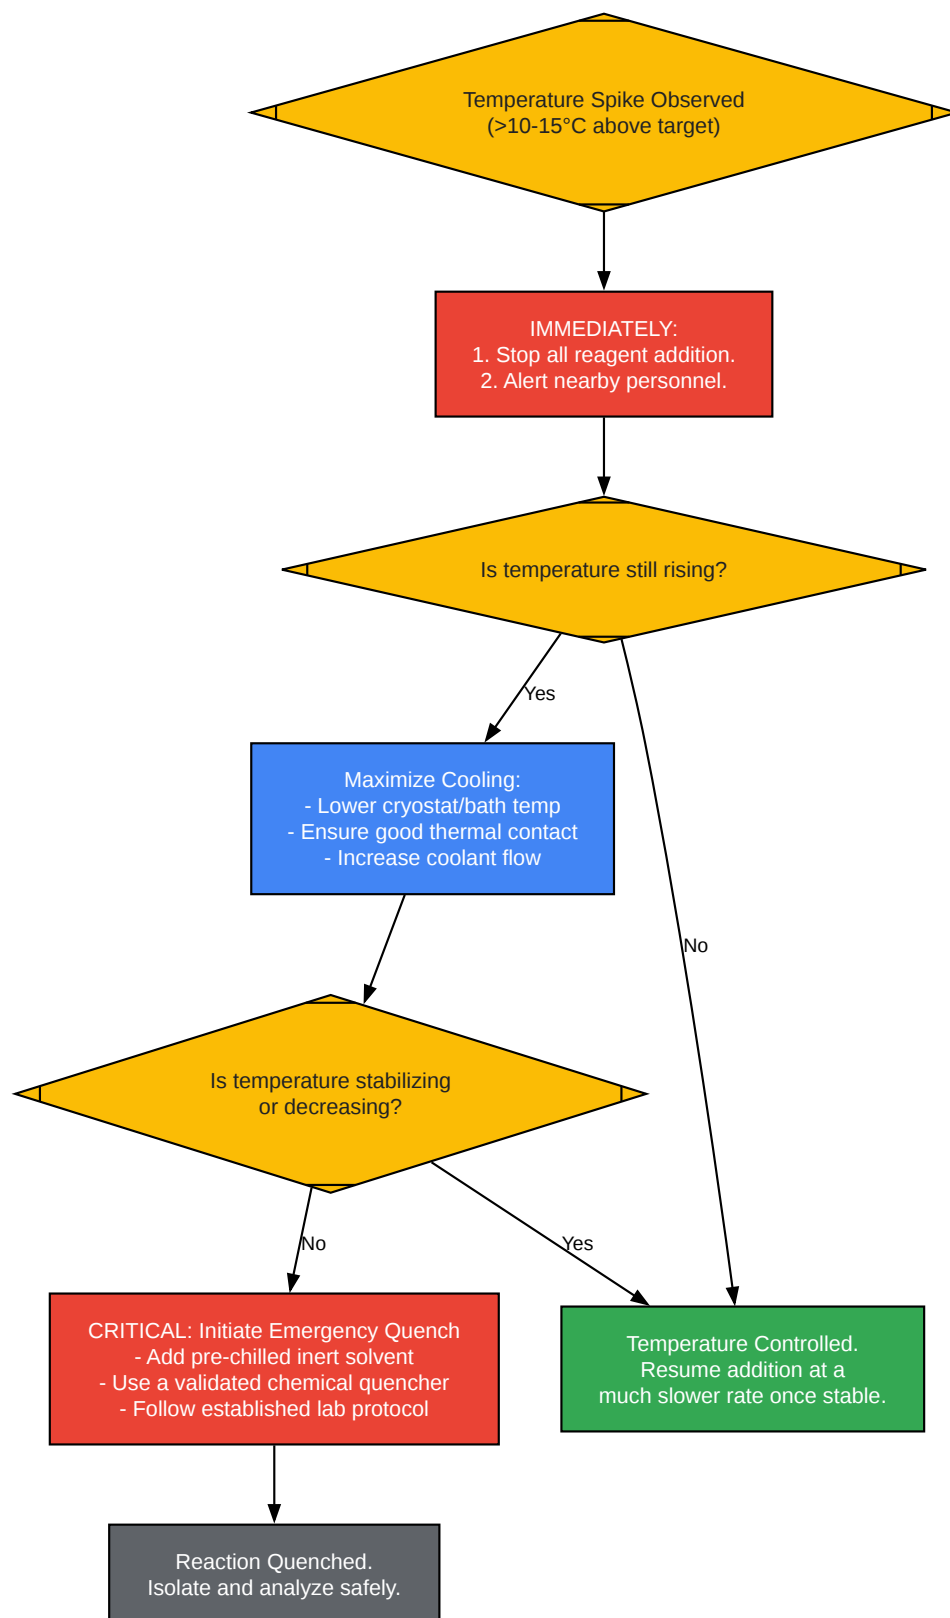 Temperature Spike Observed
(>10-15°C above target)
IMMEDIATELY:
1. Stop all reagent addition.
2. Alert nearby personnel.
Is temperature still rising?
Yes
Maximize Cooling:
- Lower cryostat/bath temp
- Ensure good thermal contact
- Increase coolant flow
No
Is temperature stabilizing
or decreasing?
No
Yes
CRITICAL: Initiate Emergency Quench
- Add pre-chilled inert solvent
- Use a validated chemical quencher
- Follow established lab protocol
Temperature Controlled.
Resume addition at a
much slower rate once stable.
Reaction Quenched.
Isolate and analyze safely.